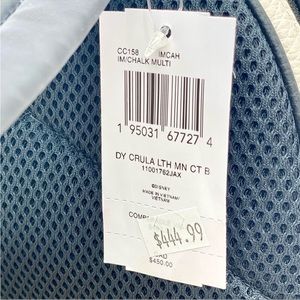 CC158 IMCAH
IM/CHALK MULTI
1 95031 67727 4
DY CRULA LTH MN CT B
11001762JAX
©DISNEY
MADE IN VIETNAM/
VIETNAM
$444.99
$450.00